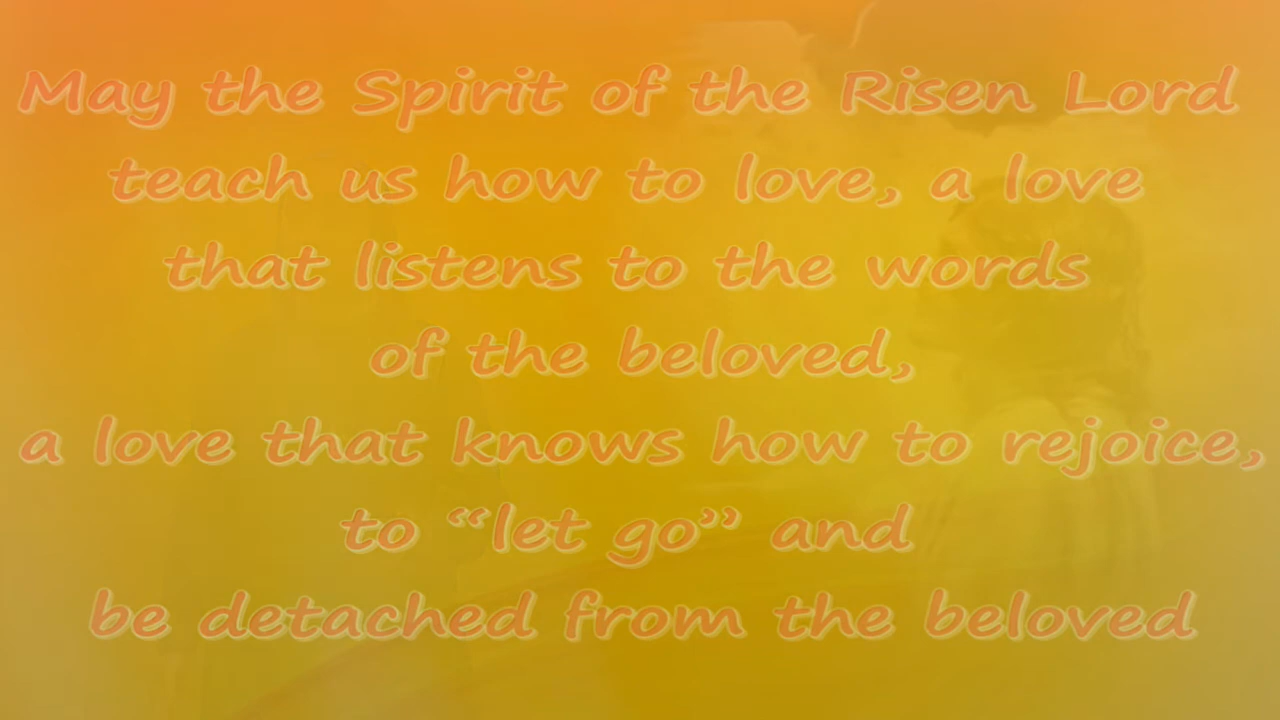 May the Spirit of the Risen Lord
teach us how to love, a love
that listens to the words
of the beloved,
a love that knows how to rejoice,
to “let go” and
be detached from the beloved